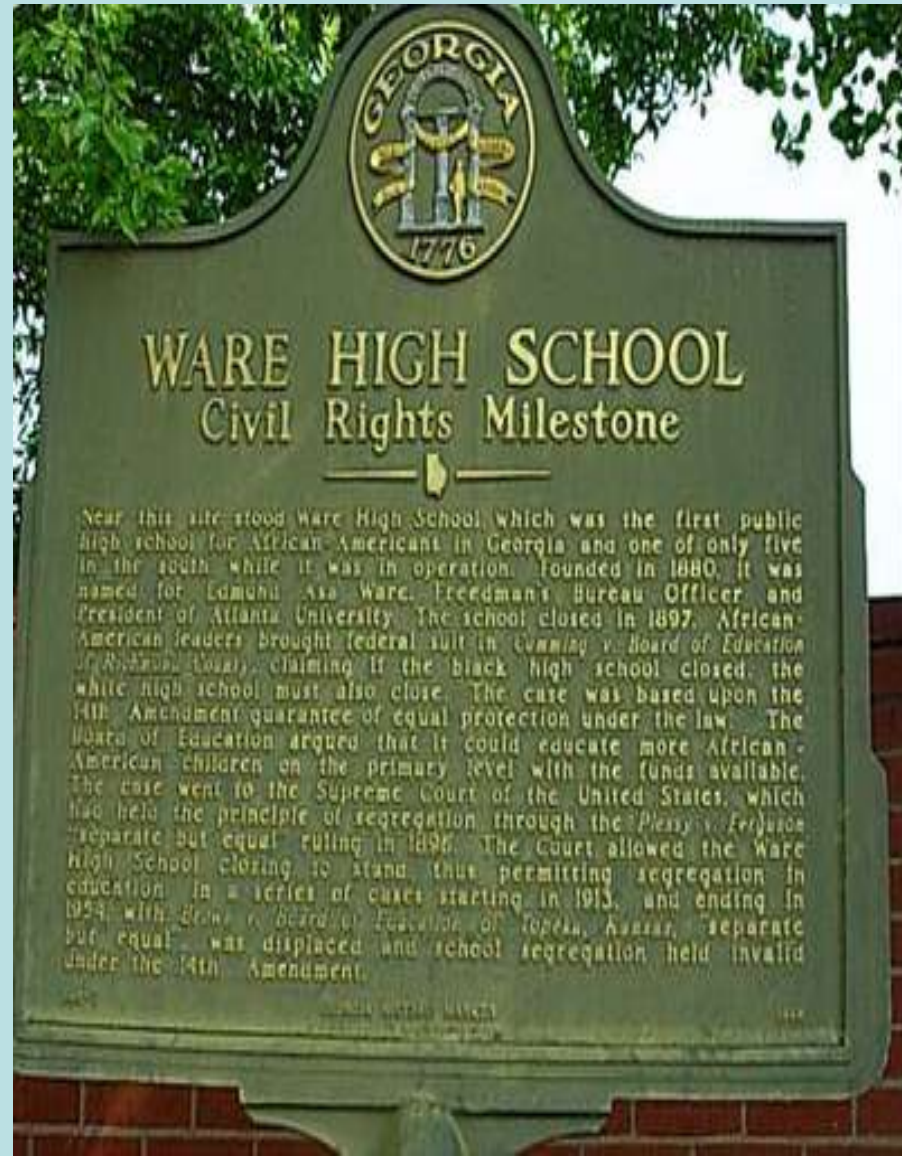 GEORGIA
1776
WARE HIGH SCHOOL
Civil Rights Milestone
Near this site stood Ware High School which was the first public
high school for African-Americans in Georgia and one of only five
in the south while it was in operation. Founded in 1880, it was
named for Edmund Asa Ware, Freedman's Bureau Officer and
President of Atlanta University. The school closed in 1897. African-
American leaders brought federal suit in Cumming v. Board of Education
of Richmond County, claiming if the black high school closed, the
white high school must also close. The case was based upon the
14th Amendment guarantee of equal protection under the law. The
Board of Education argued that it could educate more African-
American children on the primary level with the funds available.
The case went to the Supreme Court of the United States, which
had held the principle of segregation through the Plessy v. Ferguson
"separate but equal" ruling in 1896. The Court allowed the Ware
High School closing to stand, thus permitting segregation in
education. In a series of cases starting in 1913, and ending in
1954 with Brown v. Board of Education of Topeka, Kansas, "separate
but equal" was displaced and school segregation held invalid
under the 14th Amendment.